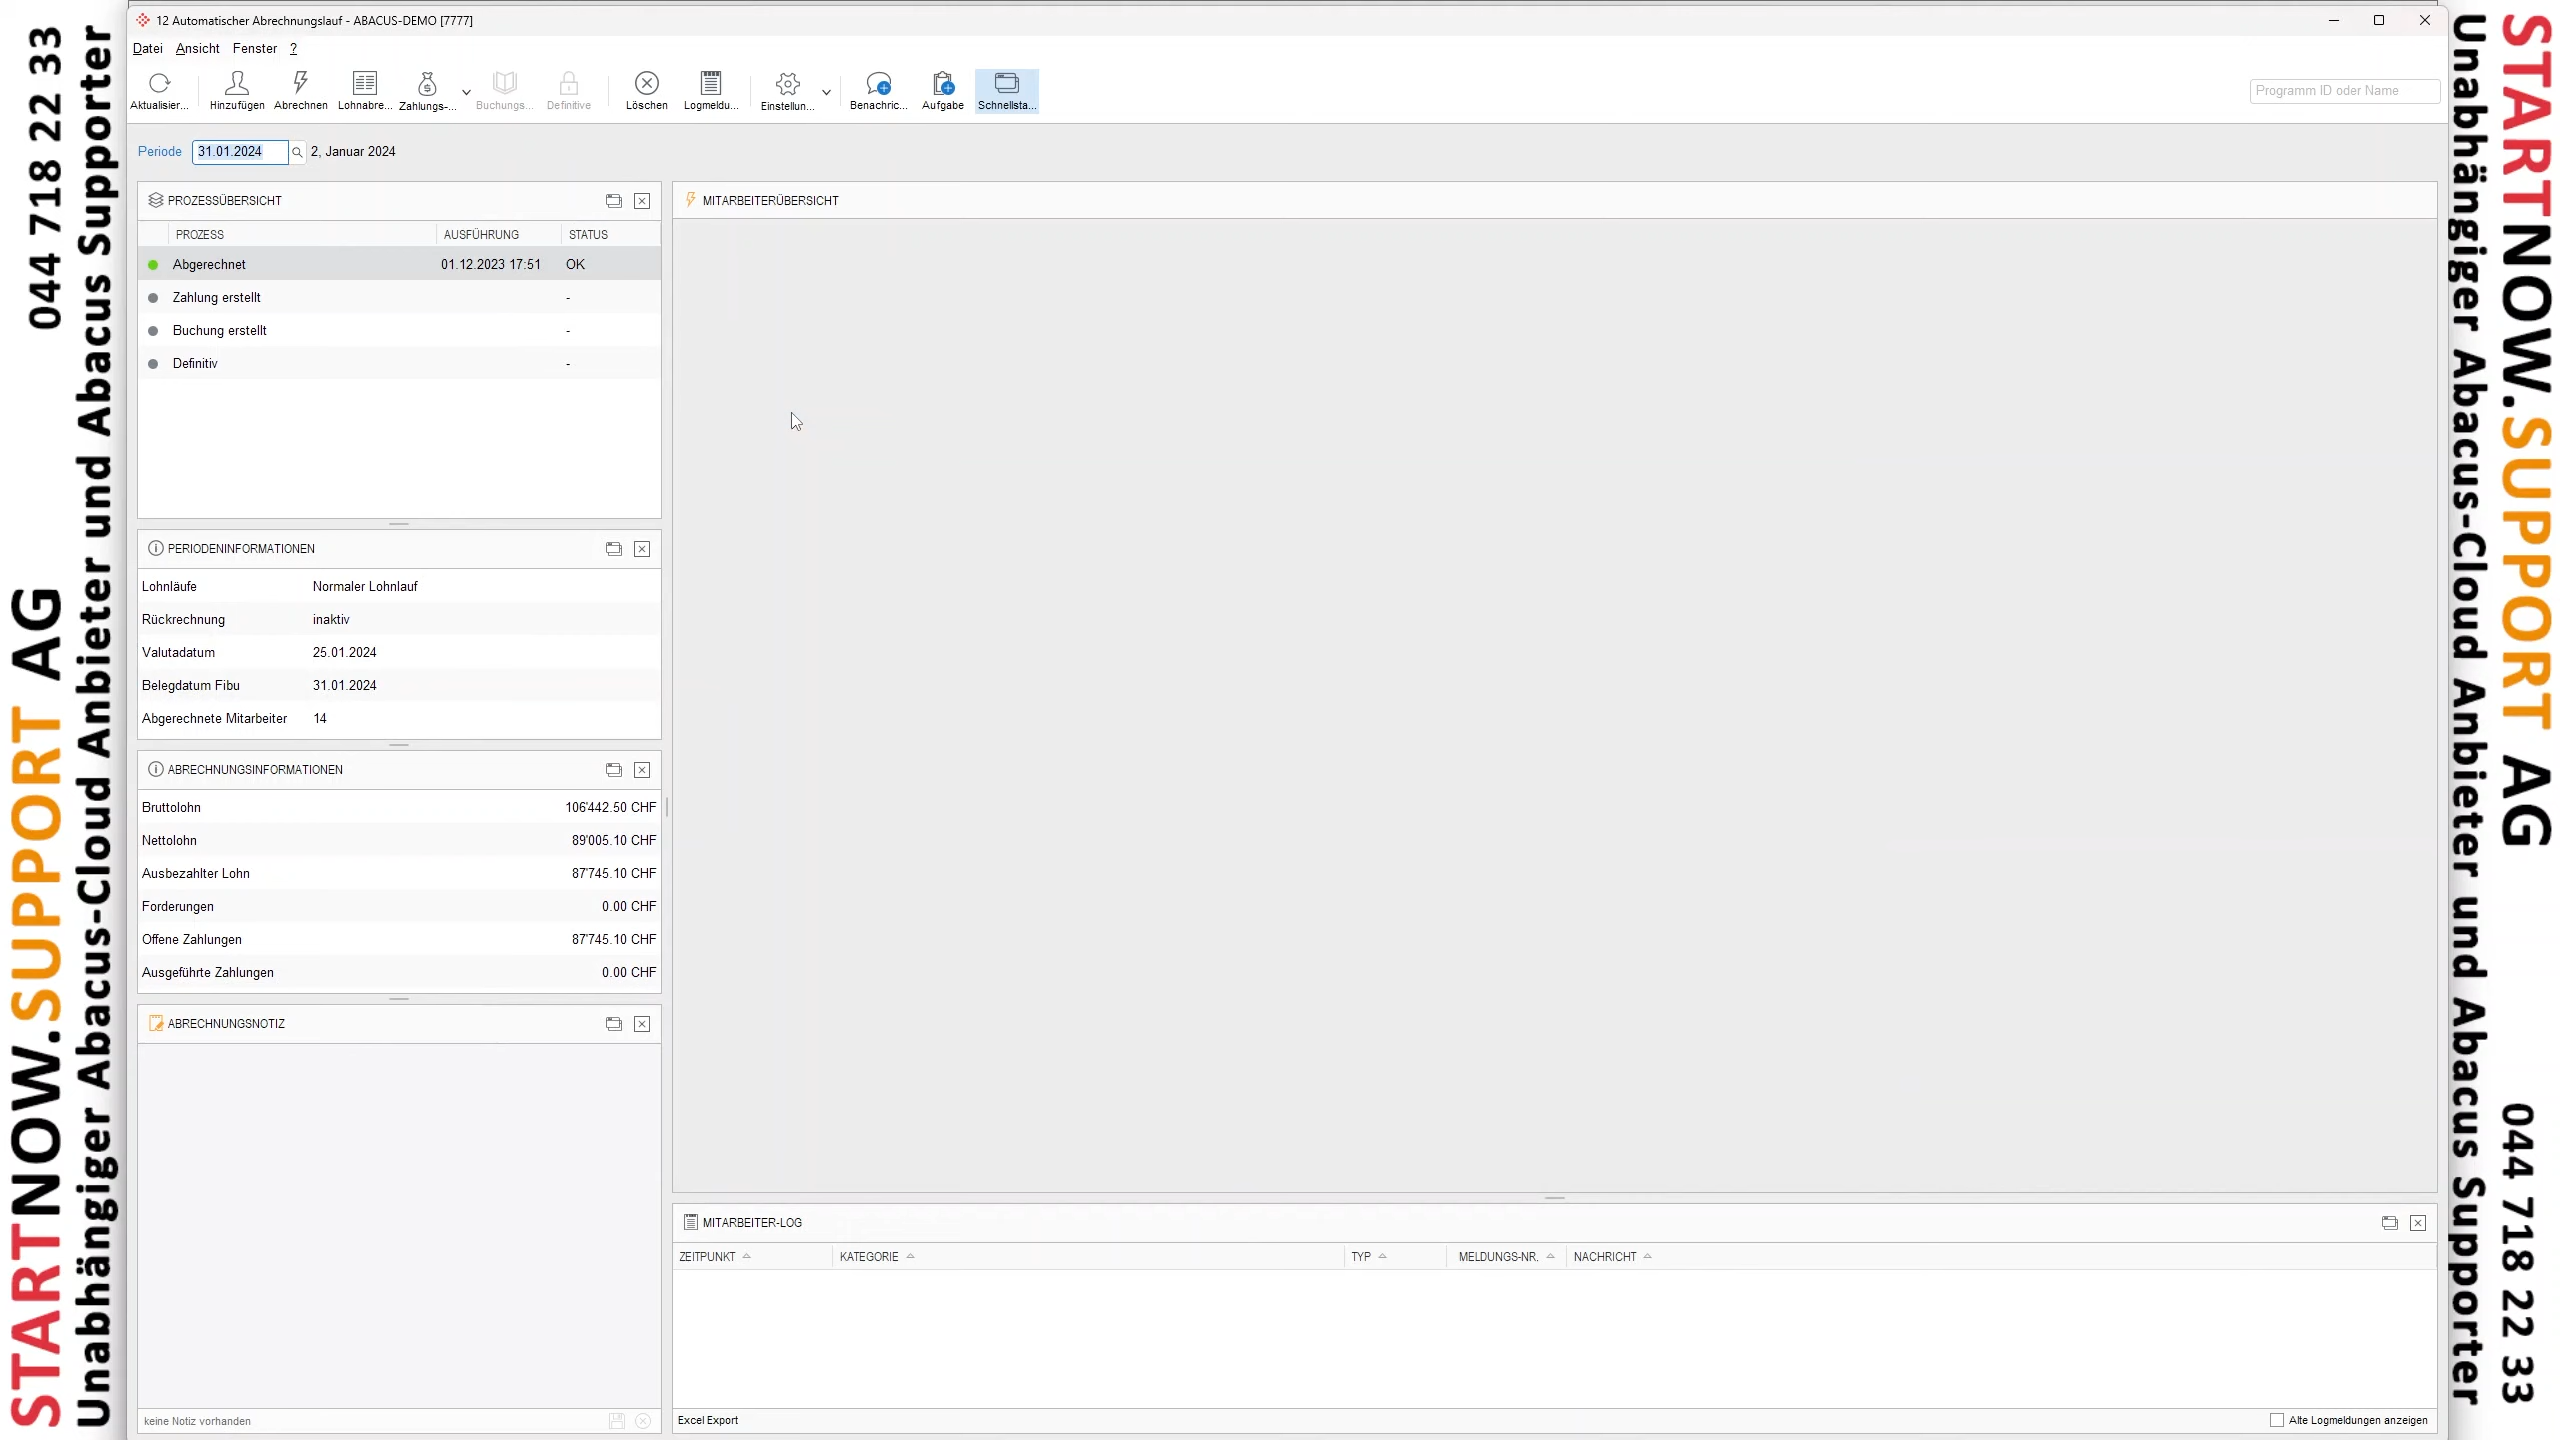 STARTNOW.SUPPORT AG
044 718 22 33
Unabhängiger Abacus-Cloud Anbieter und Abacus Supporter
12 Automatischer Abrechnungslauf - ABACUS-DEMO [7777]
Datei Ansicht Fenster ?
Aktualisier... Hinzufügen Abrechnen Lohnabre... Zahlungs-... Buchungs... Definitive Löschen Logmeldu... Einstellun... Benachric... Aufgabe Schnellsta... Programm ID oder Name
Periode 31.01.2024 2, Januar 2024
PROZESSÜBERSICHT
PROZESS AUSFÜHRUNG STATUS
Abgerechnet 01.12.2023 17:51 OK
Zahlung erstellt -
Buchung erstellt -
Definitiv -
PERIODENINFORMATIONEN
Lohnläufe Normaler Lohnlauf
Rückrechnung inaktiv
Valutadatum 25.01.2024
Belegdatum Fibu 31.01.2024
Abgerechnete Mitarbeiter 14
ABRECHNUNGSINFORMATIONEN
Bruttolohn 106'442.50 CHF
Nettolohn 89'005.10 CHF
Ausbezahlter Lohn 87'745.10 CHF
Forderungen 0.00 CHF
Offene Zahlungen 87'745.10 CHF
Ausgeführte Zahlungen 0.00 CHF
ABRECHNUNGSNOTIZ
keine Notiz vorhanden
MITARBEITERÜBERSICHT
MITARBEITER-LOG
ZEITPUNKT KATEGORIE TYP MELDUNGS-NR. NACHRICHT
Excel Export Alte Logmeldungen anzeigen
STARTNOW.SUPPORT AG
044 718 22 33
Unabhängiger Abacus-Cloud Anbieter und Abacus Supporter